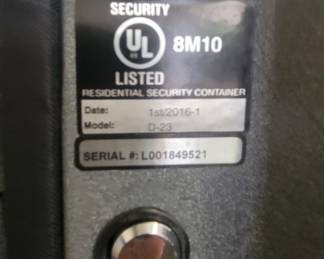 SECURITY
UL 8M10
LISTED
RESIDENTIAL SECURITY CONTAINER
Date: 1st/2016-1
Model: D-23
SERIAL #: L001849521